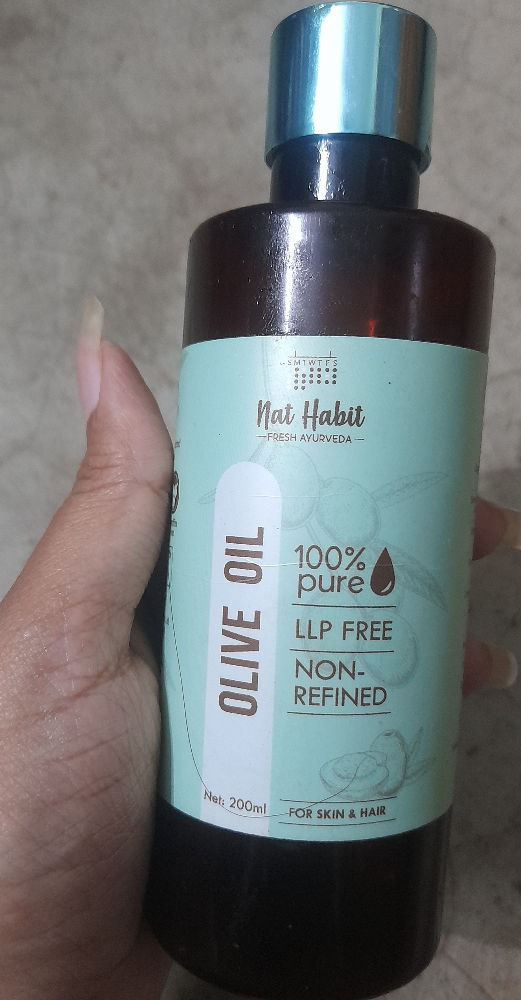 SMTWTFS
Nat Habit
FRESH AYURVEDA
OLIVE OIL
100%
pure
LLP FREE
NON-
REFINED
Net: 200ml
FOR SKIN & HAIR